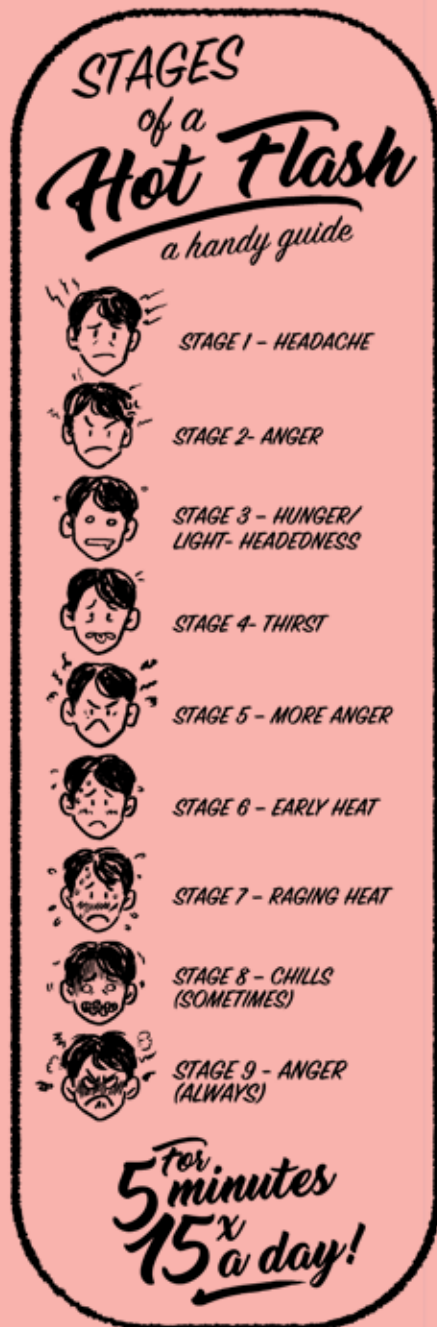 STAGES
of a
Hot Flash
a handy guide
STAGE 1 – HEADACHE
STAGE 2- ANGER
STAGE 3 – HUNGER/
LIGHT- HEADEDNESS
STAGE 4- THIRST
STAGE 5 – MORE ANGER
STAGE 6 – EARLY HEAT
STAGE 7 – RAGING HEAT
STAGE 8 – CHILLS
(SOMETIMES)
STAGE 9 – ANGER
(ALWAYS)
For
5 minutes
15x
a day!